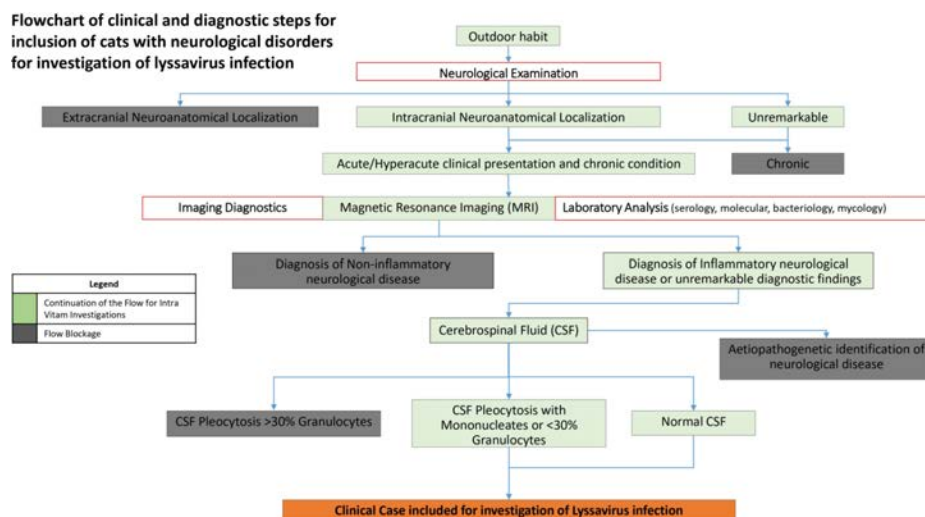 Flowchart of clinical and diagnostic steps for
inclusion of cats with neurological disorders
for investigation of lyssavirus infection
Outdoor habit
Neurological Examination
Extracranial Neuroanatomical Localization
Intracranial Neuroanatomical Localization
Unremarkable
Acute/Hyperacute clinical presentation and chronic condition
Chronic
Imaging Diagnostics
Magnetic Resonance Imaging (MRI)
Laboratory Analysis (serology, molecular, bacteriology, mycology)
Diagnosis of Non-inflammatory
neurological disease
Diagnosis of Inflammatory neurological
disease or unremarkable diagnostic findings
Legend
Continuation of the Flow for Intra
Vitam Investigations
Flow Blockage
Cerebrospinal Fluid (CSF)
Aetiopathogenetic identification of
neurological disease
CSF Pleocytosis >30% Granulocytes
CSF Pleocytosis with
Mononucleates or <30%
Granulocytes
Normal CSF
Clinical Case included for investigation of Lyssavirus infection